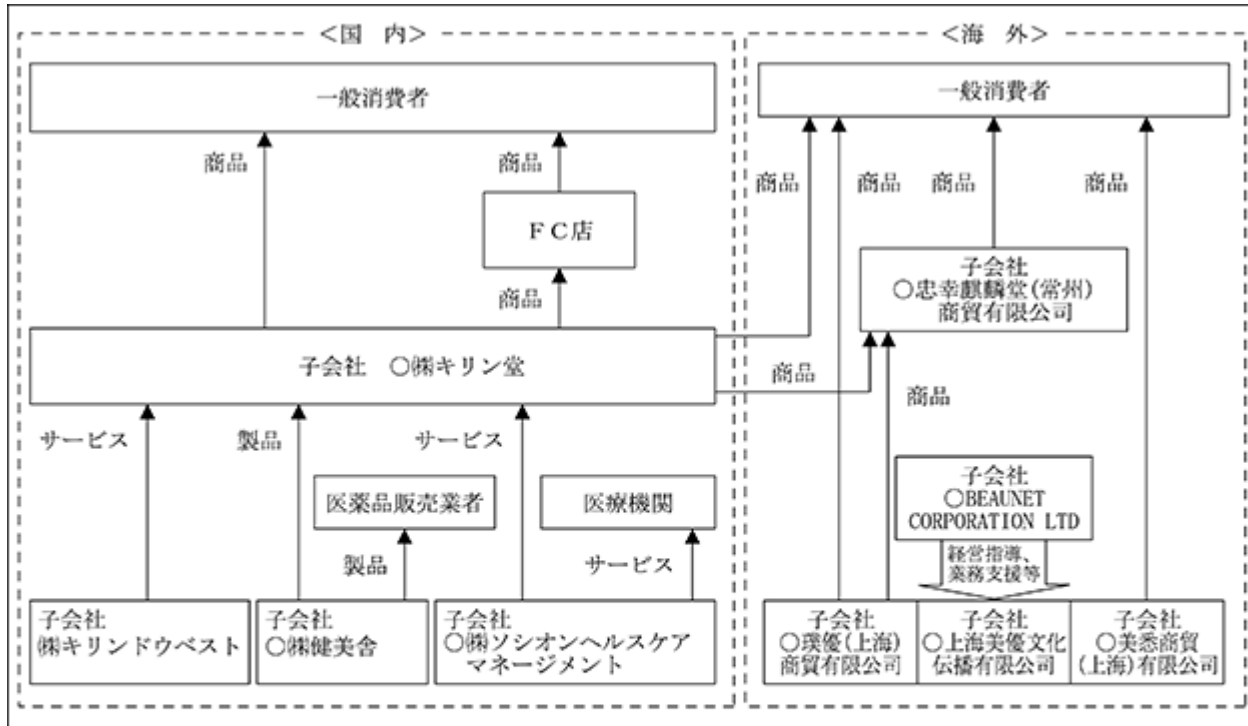 ＜国　内＞
一般消費者
商品
商品
ＦＣ店
商品
子会社　〇㈱キリン堂
サービス
製品
サービス
医薬品販売業者
医療機関
製品
サービス
子会社
㈱キリンドウベスト
子会社
〇㈱健美舎
子会社
〇㈱ソシオンヘルスケア
マネージメント
＜海　外＞
一般消費者
商品
商品
商品
商品
子会社
〇忠幸麒麟堂(常州)
商貿有限公司
商品
商品
子会社
〇BEAUNET
CORPORATION LTD
経営指導、
業務支援等
子会社
〇璞優(上海)
商貿有限公司
子会社
〇上海美優文化
伝播有限公司
子会社
〇美悉商貿
(上海)有限公司